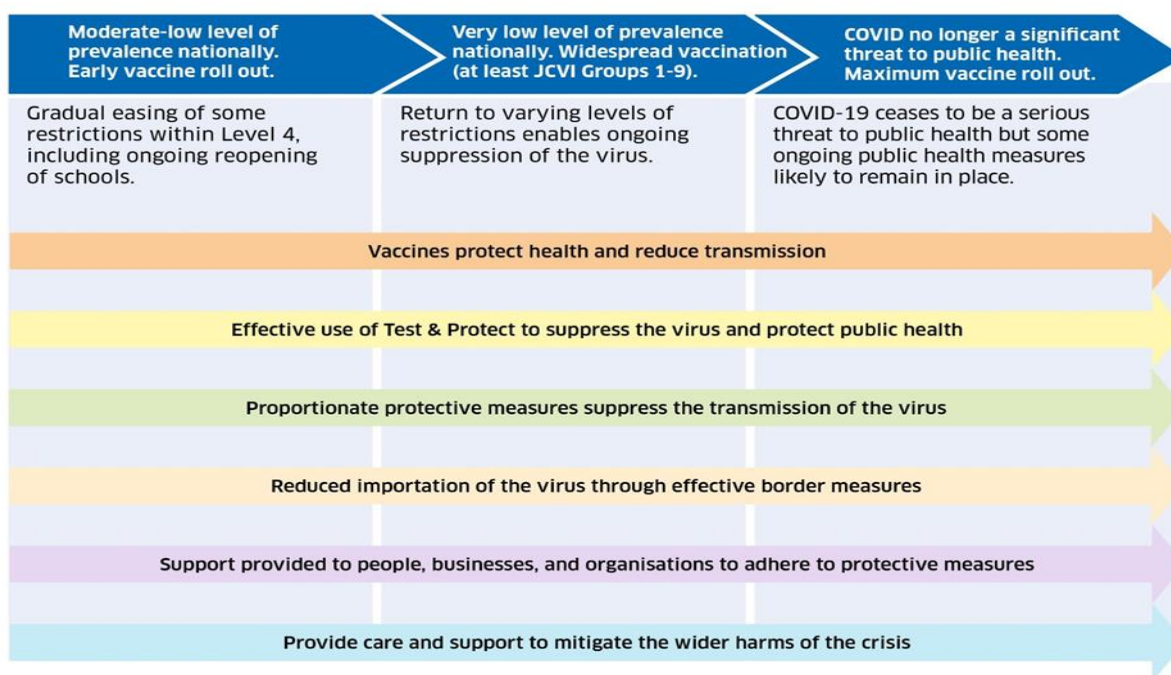 Moderate-low level of
prevalence nationally.
Early vaccine roll out.
Very low level of prevalence
nationally. Widespread vaccination
(at least JCVI Groups 1-9).
COVID no longer a significant
threat to public health.
Maximum vaccine roll out.
Gradual easing of some
restrictions within Level 4,
including ongoing reopening
of schools.
Return to varying levels of
restrictions enables ongoing
suppression of the virus.
COVID-19 ceases to be a serious
threat to public health but some
ongoing public health measures
likely to remain in place.
Vaccines protect health and reduce transmission
Effective use of Test & Protect to suppress the virus and protect public health
Proportionate protective measures suppress the transmission of the virus
Reduced importation of the virus through effective border measures
Support provided to people, businesses, and organisations to adhere to protective measures
Provide care and support to mitigate the wider harms of the crisis